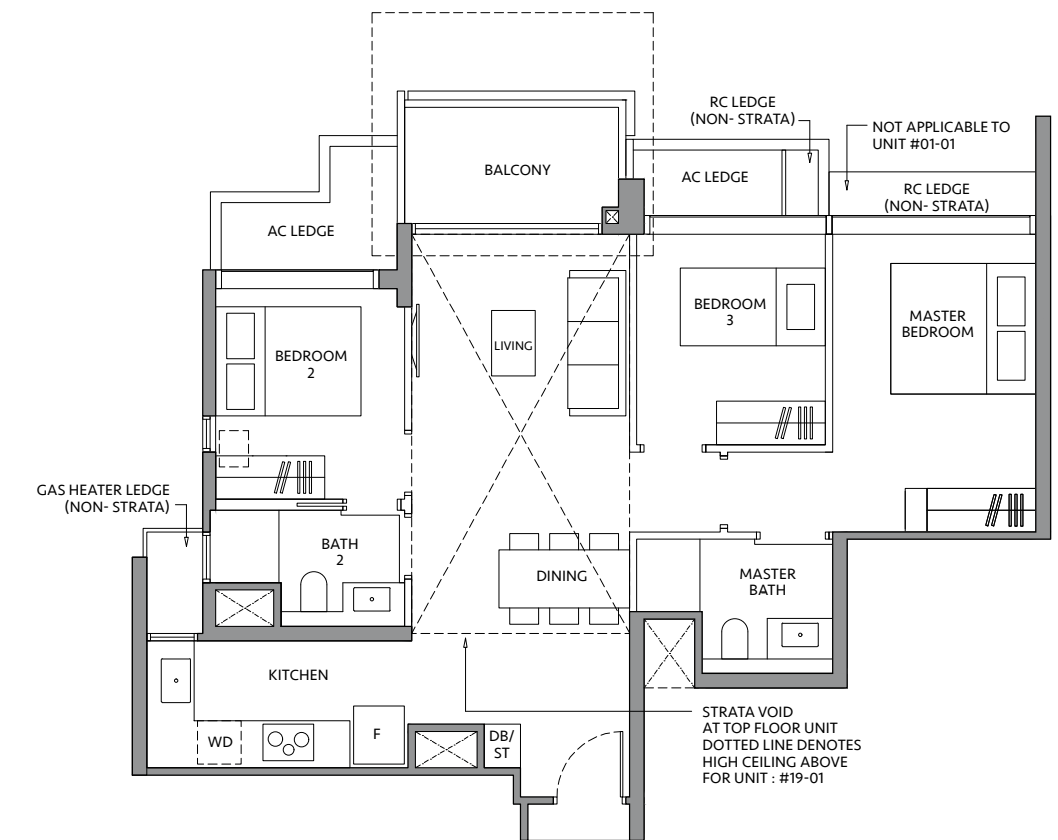 RC LEDGE
(NON- STRATA)
NOT APPLICABLE TO
UNIT #01-01
BALCONY
AC LEDGE
RC LEDGE
(NON- STRATA)
AC LEDGE
BEDROOM
3
MASTER
BEDROOM
LIVING
BEDROOM
2
GAS HEATER LEDGE
(NON- STRATA)
BATH
2
DINING
MASTER
BATH
KITCHEN
STRATA VOID
AT TOP FLOOR UNIT
DOTTED LINE DENOTES
HIGH CEILING ABOVE
FOR UNIT : #19-01
WD
F
DB/
ST